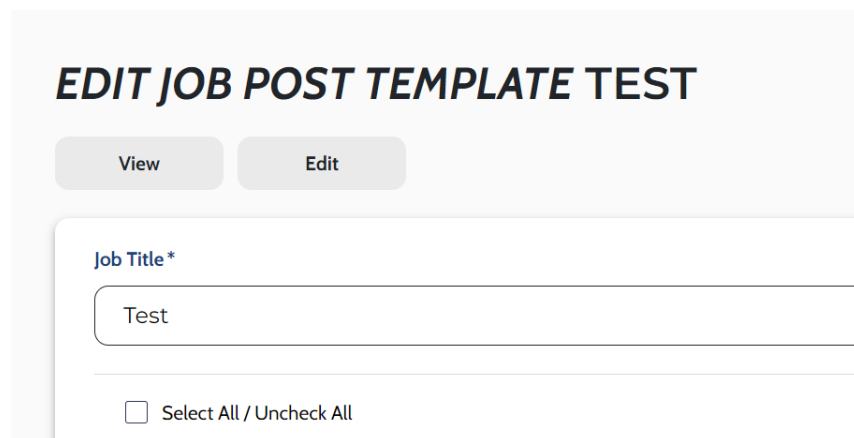 EDIT JOB POST TEMPLATE TEST
View Edit
Job Title*
Test
Select All / Uncheck All